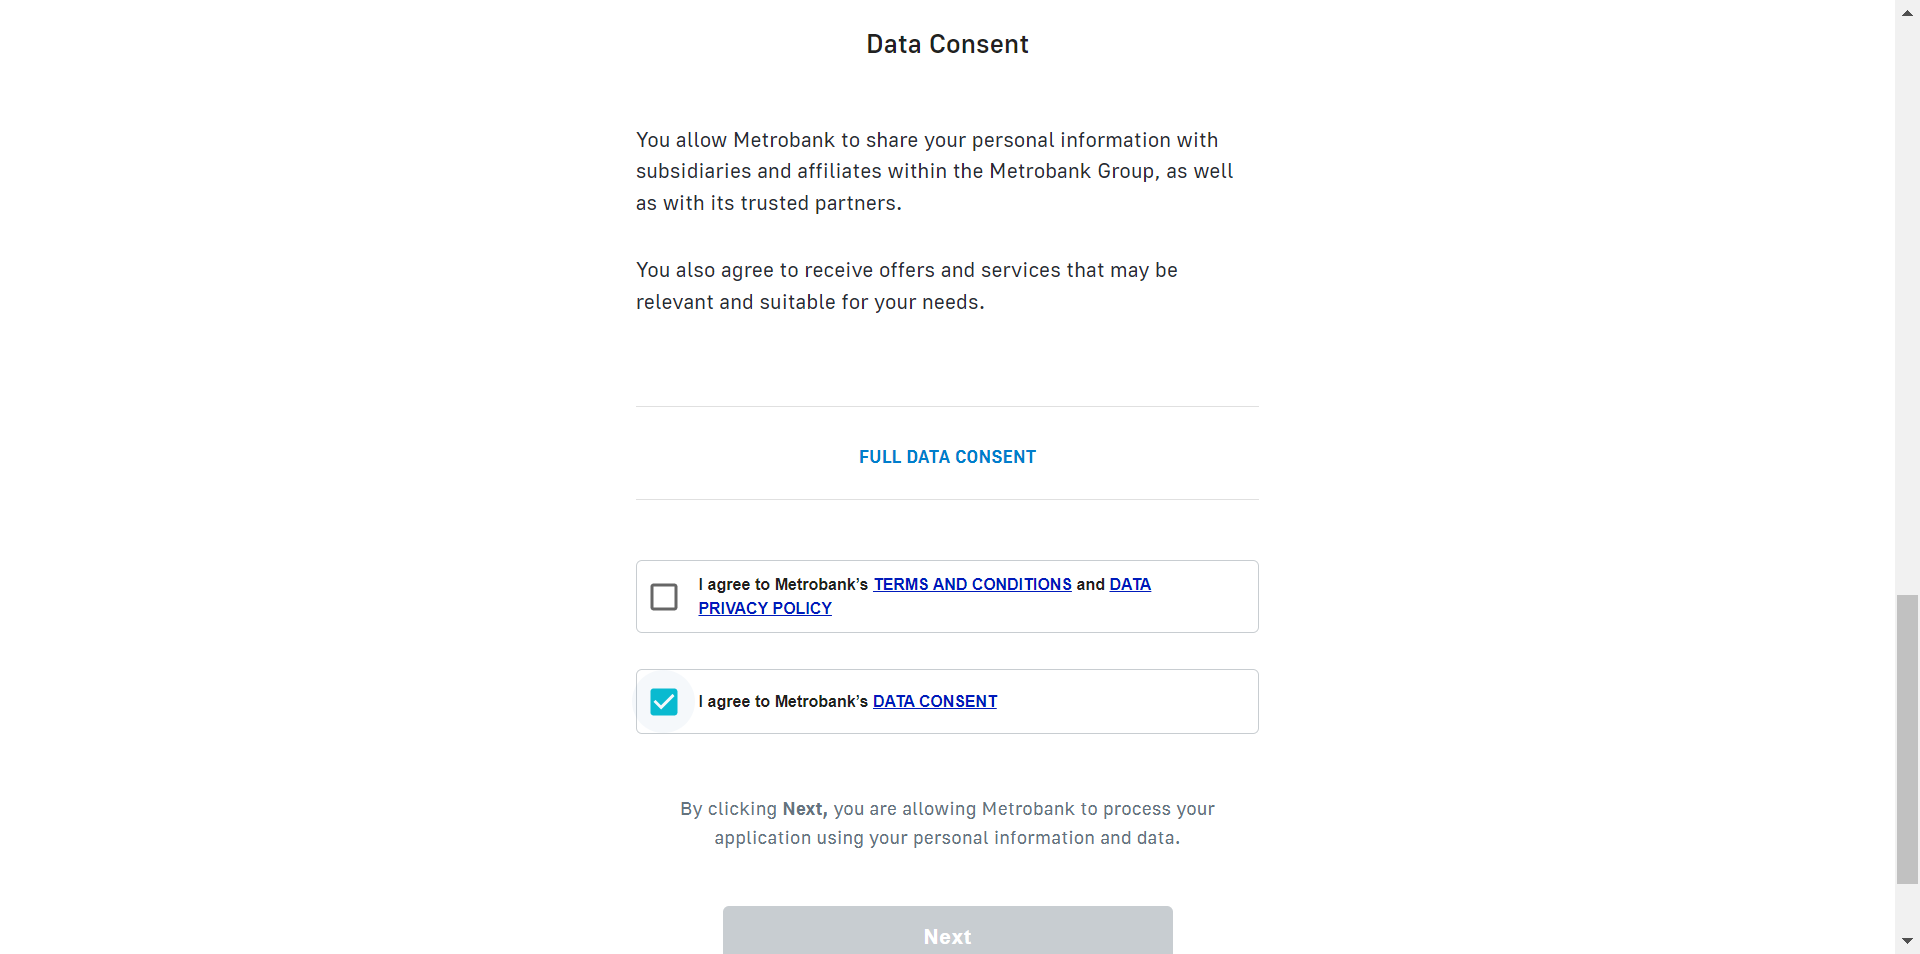 Data Consent
You allow Metrobank to share your personal information with
subsidiaries and affiliates within the Metrobank Group, as well
as with its trusted partners.
You also agree to receive offers and services that may be
relevant and suitable for your needs.
FULL DATA CONSENT
I agree to Metrobank’s TERMS AND CONDITIONS and DATA
PRIVACY POLICY
I agree to Metrobank’s DATA CONSENT
By clicking Next, you are allowing Metrobank to process your
application using your personal information and data.
Next